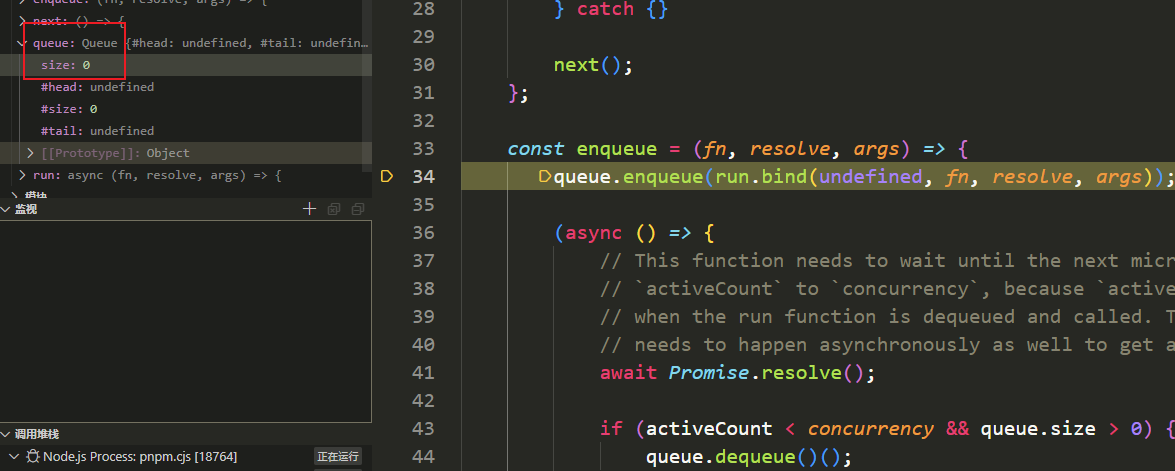 enqueue: (fn, resolve, args) => {
next: () => {
queue: Queue {#head: undefined, #tail: undefin…
size: 0
#head: undefined
#size: 0
#tail: undefined
[[Prototype]]: Object
run: async (fn, resolve, args) => {
模块
监视
调用堆栈
Node.js Process: pnpm.cjs [18764] 正在运行
28 } catch {}
29
30 next();
31 };
32
33 const enqueue = (fn, resolve, args) => {
34 queue.enqueue(run.bind(undefined, fn, resolve, args));
35
36 (async () => {
37 // This function needs to wait until the next micr
38 // `activeCount` to `concurrency`, because `active
39 // when the run function is dequeued and called. T
40 // needs to happen asynchronously as well to get a
41 await Promise.resolve();
42
43 if (activeCount < concurrency && queue.size > 0) {
44 queue.dequeue()();